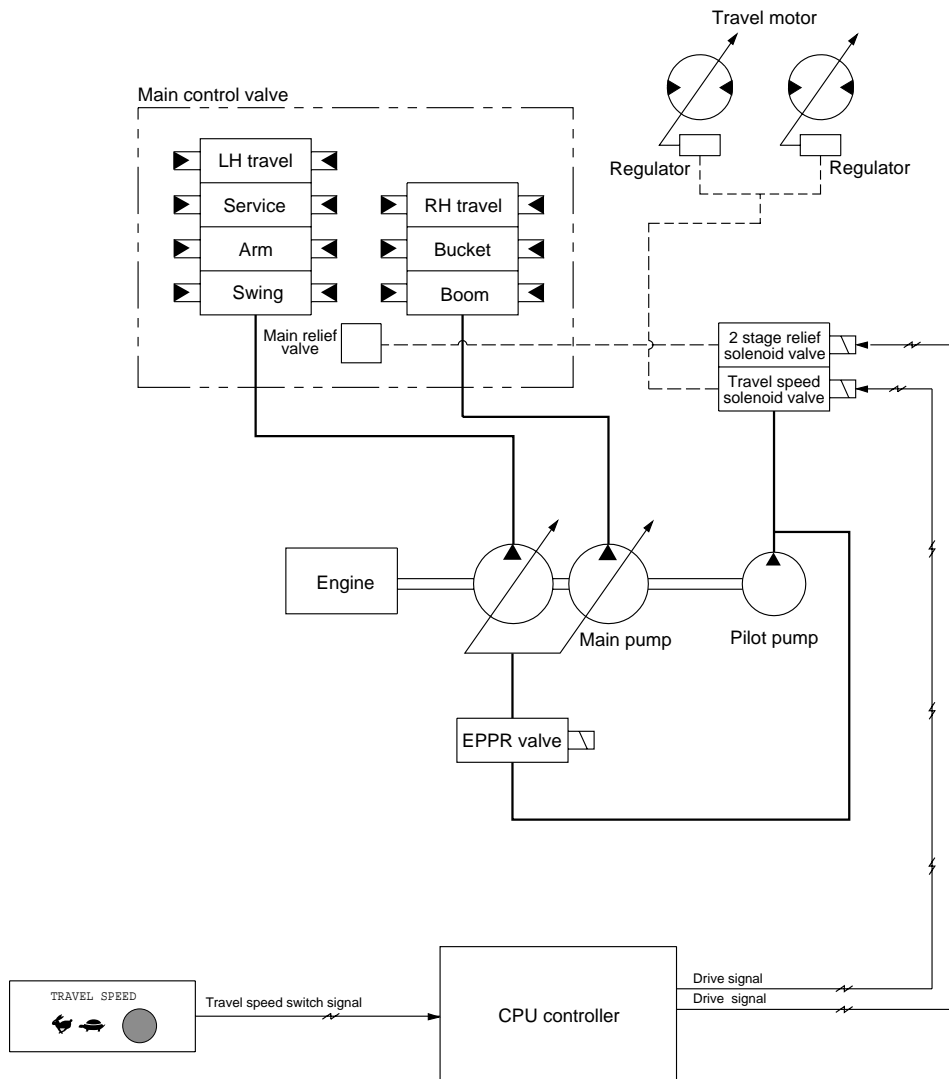 Travel motor
Main control valve
LH travel
Service
Arm
Swing
RH travel
Bucket
Boom
Regulator
Regulator
Main relief
valve
2 stage relief
solenoid valve
Travel speed
solenoid valve
Engine
Main pump
Pilot pump
EPPR valve
TRAVEL SPEED
Travel speed switch signal
CPU controller
Drive signal
Drive signal